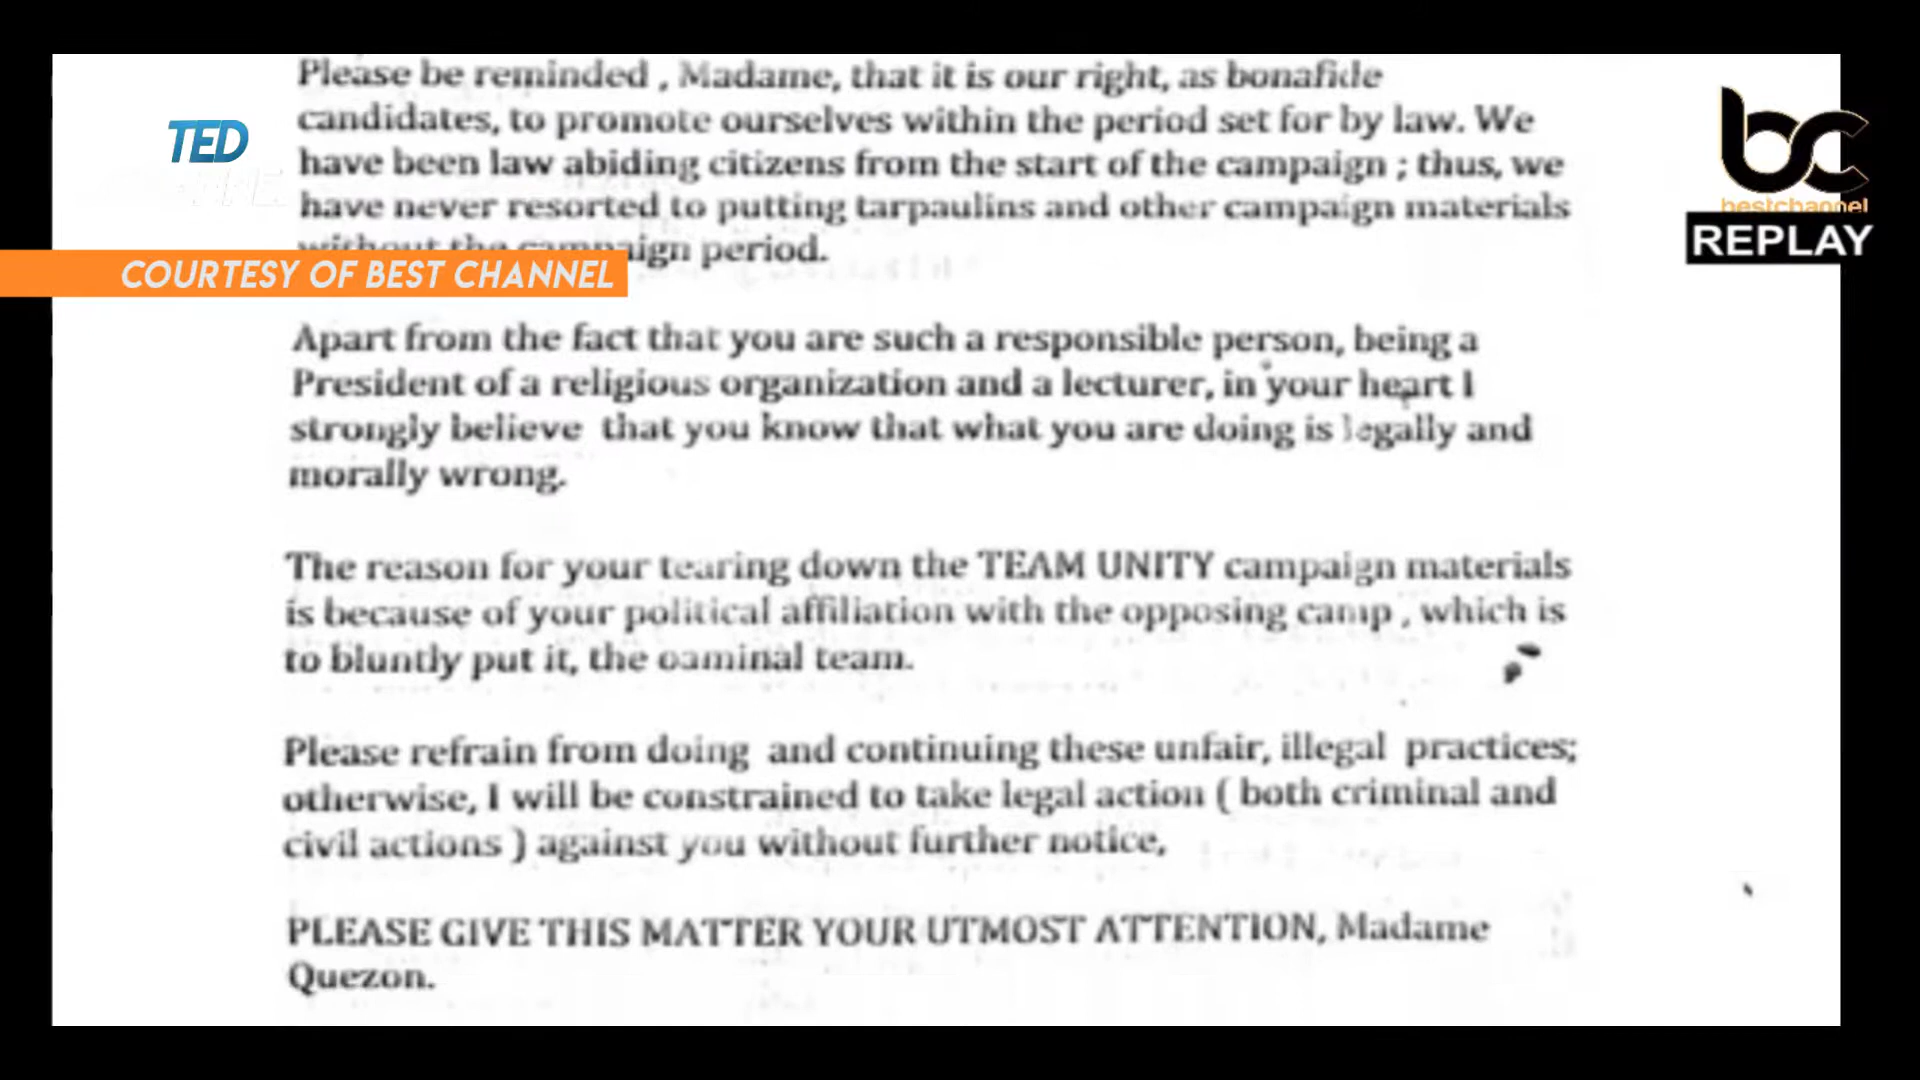 Please be reminded , Madame, that it is our right, as bonafide
candidates, to promote ourselves within the period set for by law. We
have been law abiding citizens from the start of the campaign ; thus, we
have never resorted to putting tarpaulins and other campaign materials
without the campaign period.
Apart from the fact that you are such a responsible person, being a
President of a religious organization and a lecturer, in your heart I
strongly believe that you know that what you are doing is legally and
morally wrong.
The reason for your tearing down the TEAM UNITY campaign materials
is because of your political affiliation with the opposing camp , which is
to bluntly put it, the oaminal team.
Please refrain from doing and continuing these unfair, illegal practices;
otherwise, I will be constrained to take legal action ( both criminal and
civil actions ) against you without further notice,
PLEASE GIVE THIS MATTER YOUR UTMOST ATTENTION, Madame
Quezon.
TED
COURTESY OF BEST CHANNEL
bc
bestchannel
REPLAY